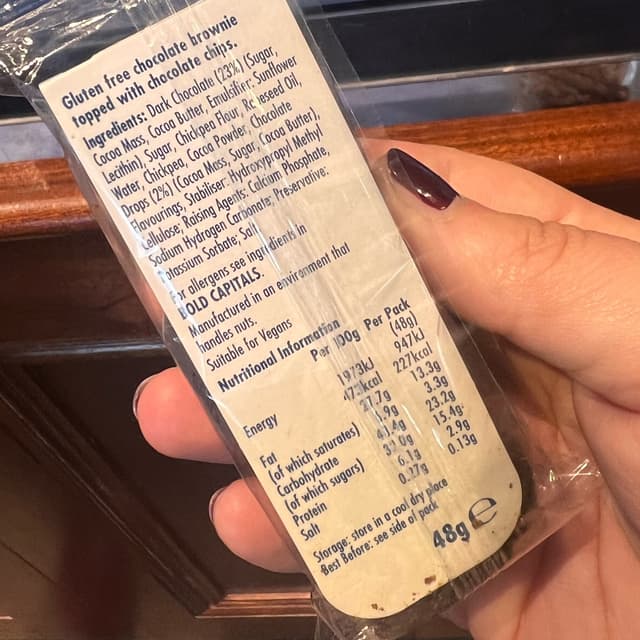 Gluten free chocolate brownie
topped with chocolate chips.
Ingredients: Dark Chocolate (23%) (Sugar,
Cocoa Mass, Cocoa Butter, Emulsifier: Sunflower
Lecithin), Sugar, Chickpea Flour, Rapeseed Oil,
Water, Chickpea, Cocoa Powder, Chocolate
Drops (2%) (Cocoa Mass, Sugar, Cocoa Butter),
Flavourings, Stabiliser: Hydroxypropyl Methyl
Cellulose; Raising Agents: Calcium Phosphate,
Sodium Hydrogen Carbonate; Preservative:
Potassium Sorbate; Salt
For allergens see ingredients in
BOLD CAPITALS.
Manufactured in an environment that
handles nuts.
Suitable for Vegans
Nutritional Information
Per 100g Per Pack
(48g)
Energy 1973kJ 947kJ
473kcal 227kcal
Fat 27.7g 13.3g
(of which saturates) 3.3g
Carbohydrate 23.2g
(of which sugars) 15.4g
Protein 6.1g 2.9g
Salt 0.27g 0.13g
Storage: store in a cool dry place
Best Before: see side of pack
48g e